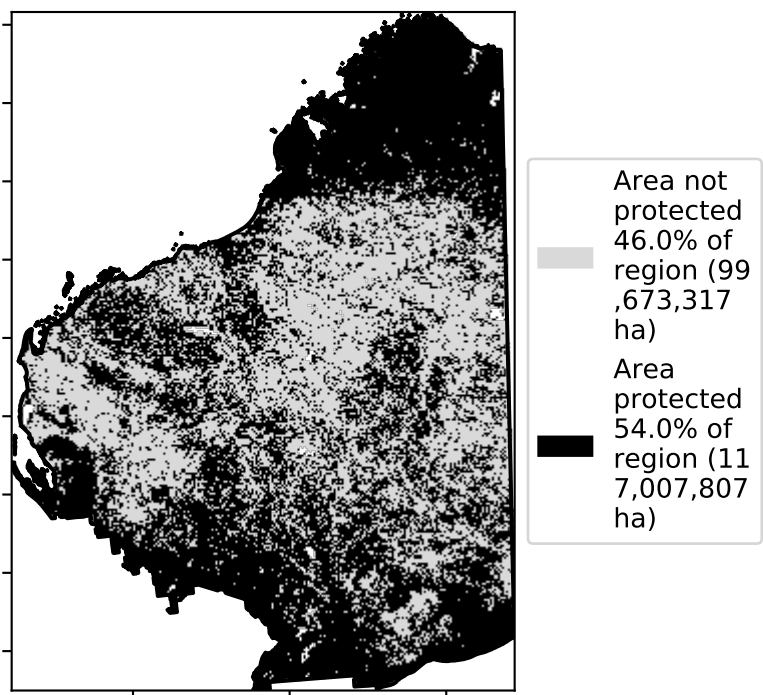 Area not
protected
46.0% of
region (99
,673,317
ha)
Area
protected
54.0% of
region (11
7,007,807
ha)